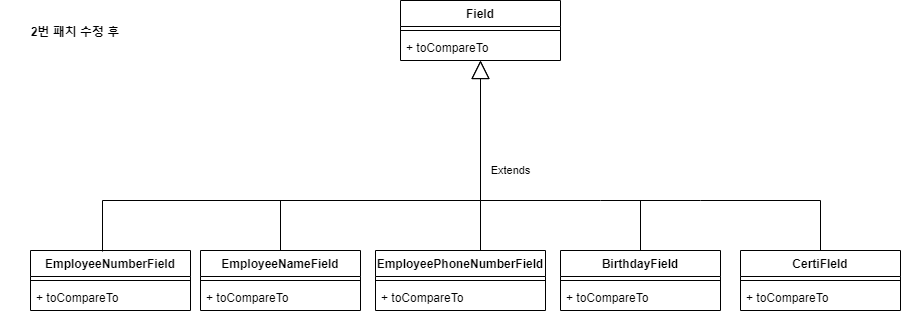 Field
2번 패치 수정 후
+ toCompareTo
Extends
EmployeeNumberField
EmployeeNameField
EmployeePhoneNumberField
BirthdayField
CertiField
+ toCompareTo
+ toCompareTo
+ toCompareTo
+ toCompareTo
+ toCompareTo